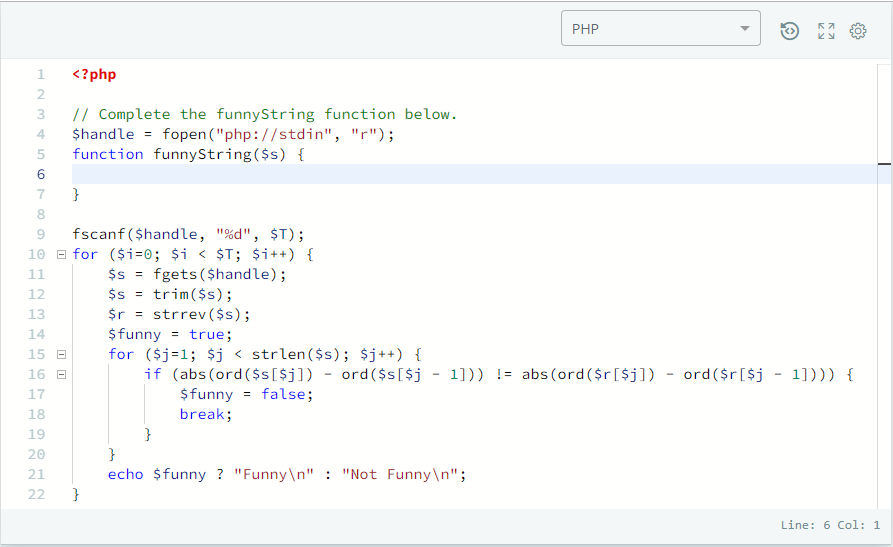 PHP
1 <?php
2
3 // Complete the funnyString function below.
4 $handle = fopen("php://stdin", "r");
5 function funnyString($s) {
6
7 }
8
9 fscanf($handle, "%d", $T);
10 for ($i=0; $i < $T; $i++) {
11     $s = fgets($handle);
12     $s = trim($s);
13     $r = strrev($s);
14     $funny = true;
15     for ($j=1; $j < strlen($s); $j++) {
16         if (abs(ord($s[$j]) - ord($s[$j - 1])) != abs(ord($r[$j]) - ord($r[$j - 1]))) {
17             $funny = false;
18             break;
19         }
20     }
21     echo $funny ? "Funny\n" : "Not Funny\n";
22 }
Line: 6 Col: 1